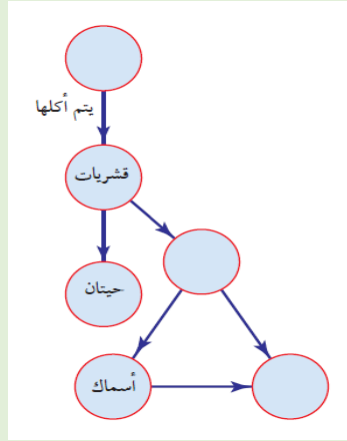 يتم أكلها
قشريات
حيتان
أسماك